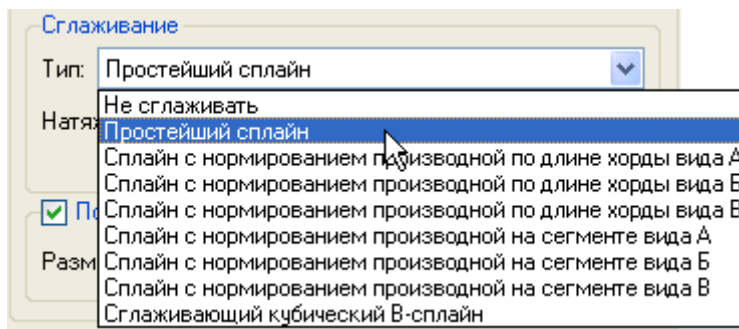 Сглаживание
Тип: Простейший сплайн
Не сглаживать
Простейший сплайн
Сплайн с нормированием производной по длине хорды вида А
Сплайн с нормированием производной по длине хорды вида Б
Сплайн с нормированием производной по длине хорды вида В
Сплайн с нормированием производной на сегменте вида А
Сплайн с нормированием производной на сегменте вида Б
Сплайн с нормированием производной на сегменте вида В
Сглаживающий кубический В-сплайн